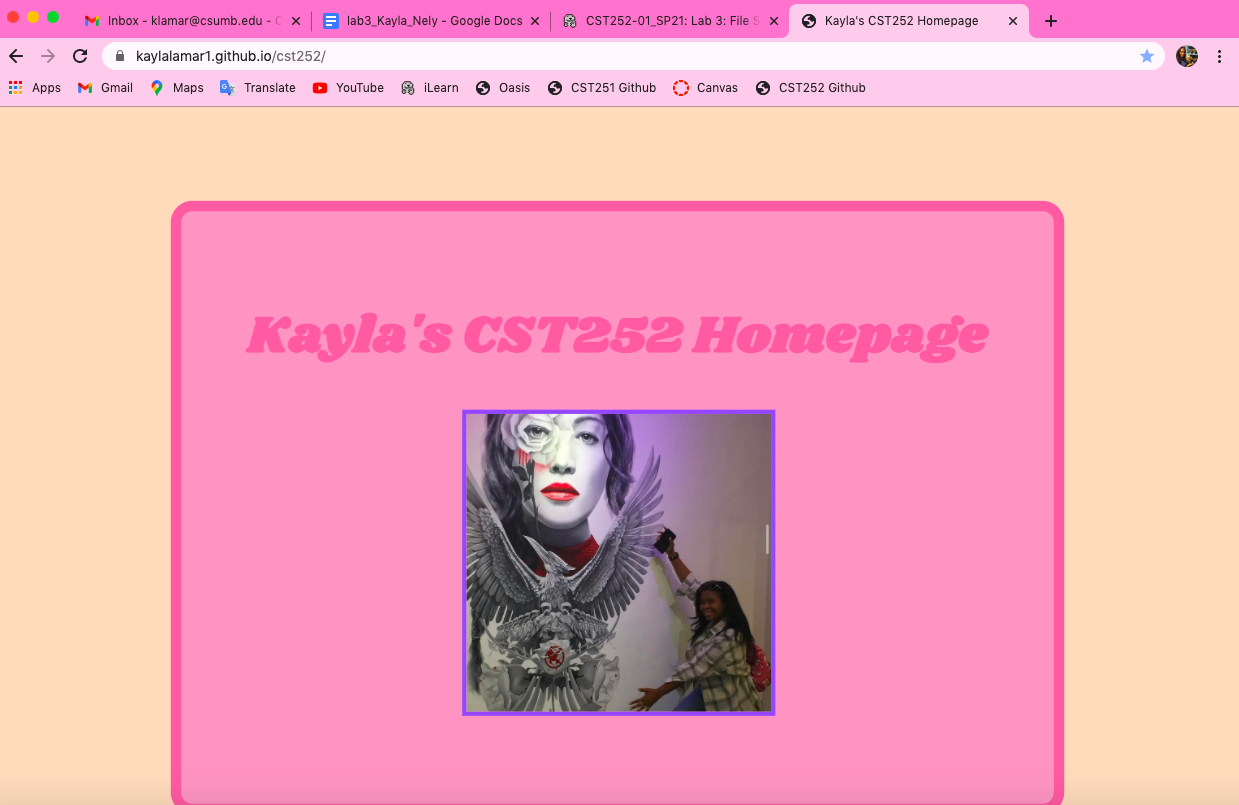 Inbox - klamar@csumb.edu - C
lab3_Kayla_Nely - Google Docs
CST252-01_SP21: Lab 3: File S
Kayla's CST252 Homepage
kaylalamar1.github.io/cst252/
Apps
Gmail
Maps
Translate
YouTube
iLearn
Oasis
CST251 Github
Canvas
CST252 Github
Kayla's CST252 Homepage